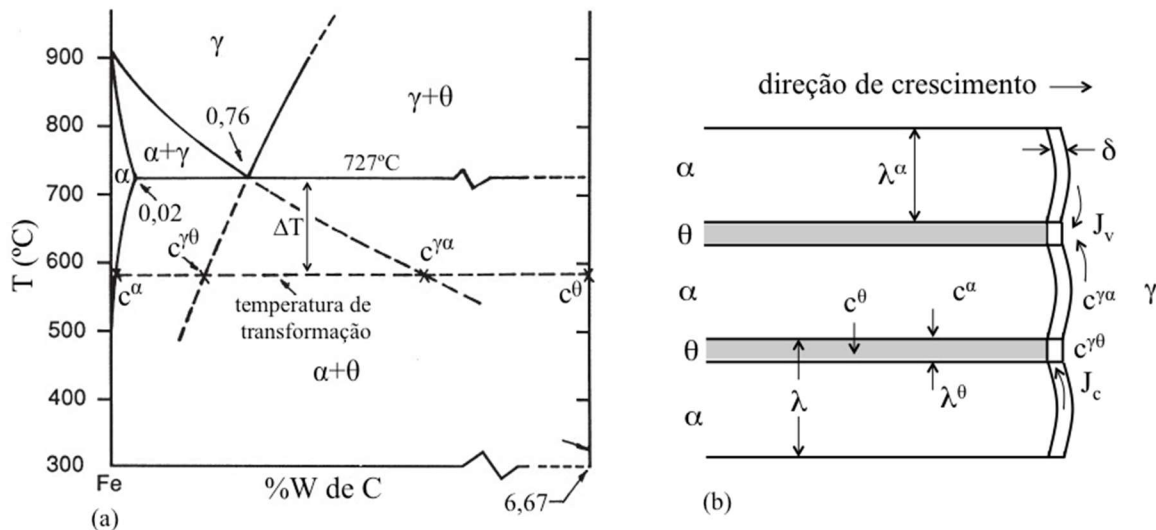 T (ºC)
900
800
700
600
500
400
300
γ
γ+θ
0,76
α+γ
727ºC
α
0,02
ΔT
c^γθ
c^γα
c^α
c^θ
temperatura de
transformação
α+θ
Fe
%W de C
6,67
(a)
direção de crescimento
α
λ^α
δ
θ
J_v
α
c^θ
c^α
c^γα
γ
θ
c^γθ
λ
λ^θ
J_c
α
(b)